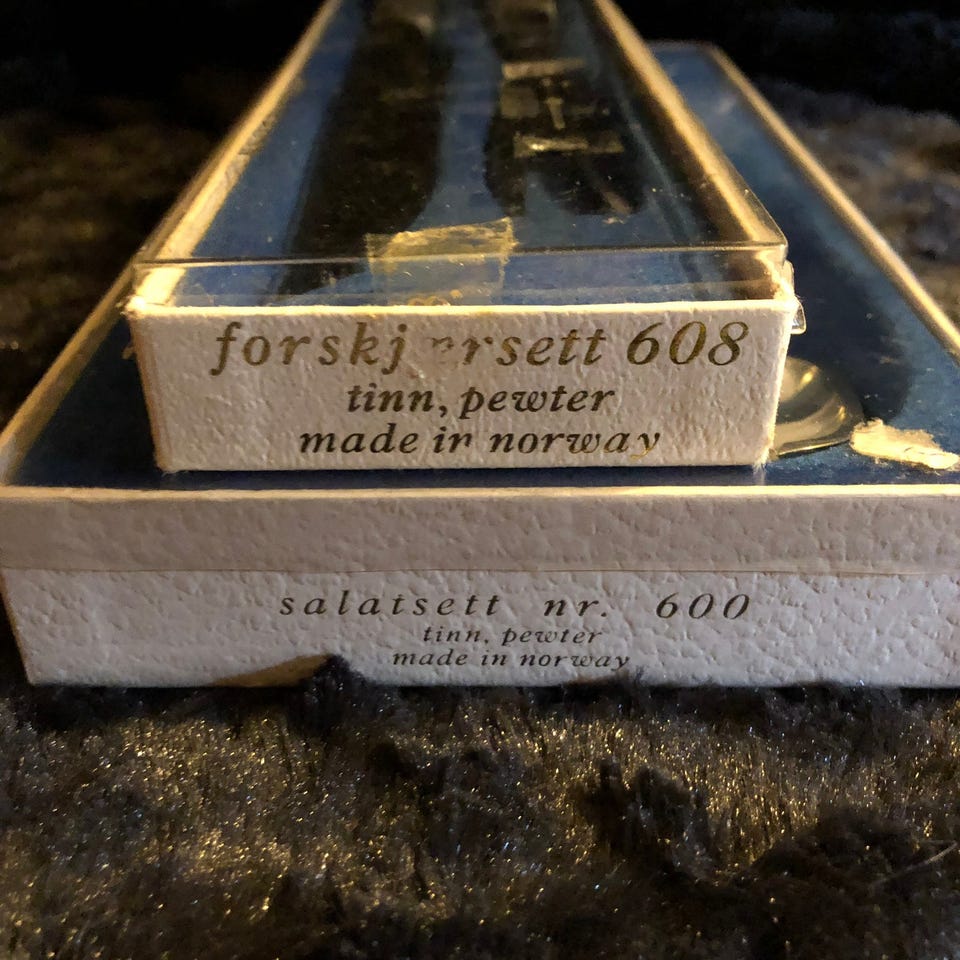 608
tinn, pewter
made in norway
salatsett nr. 600
tinn, pewter
made in norway